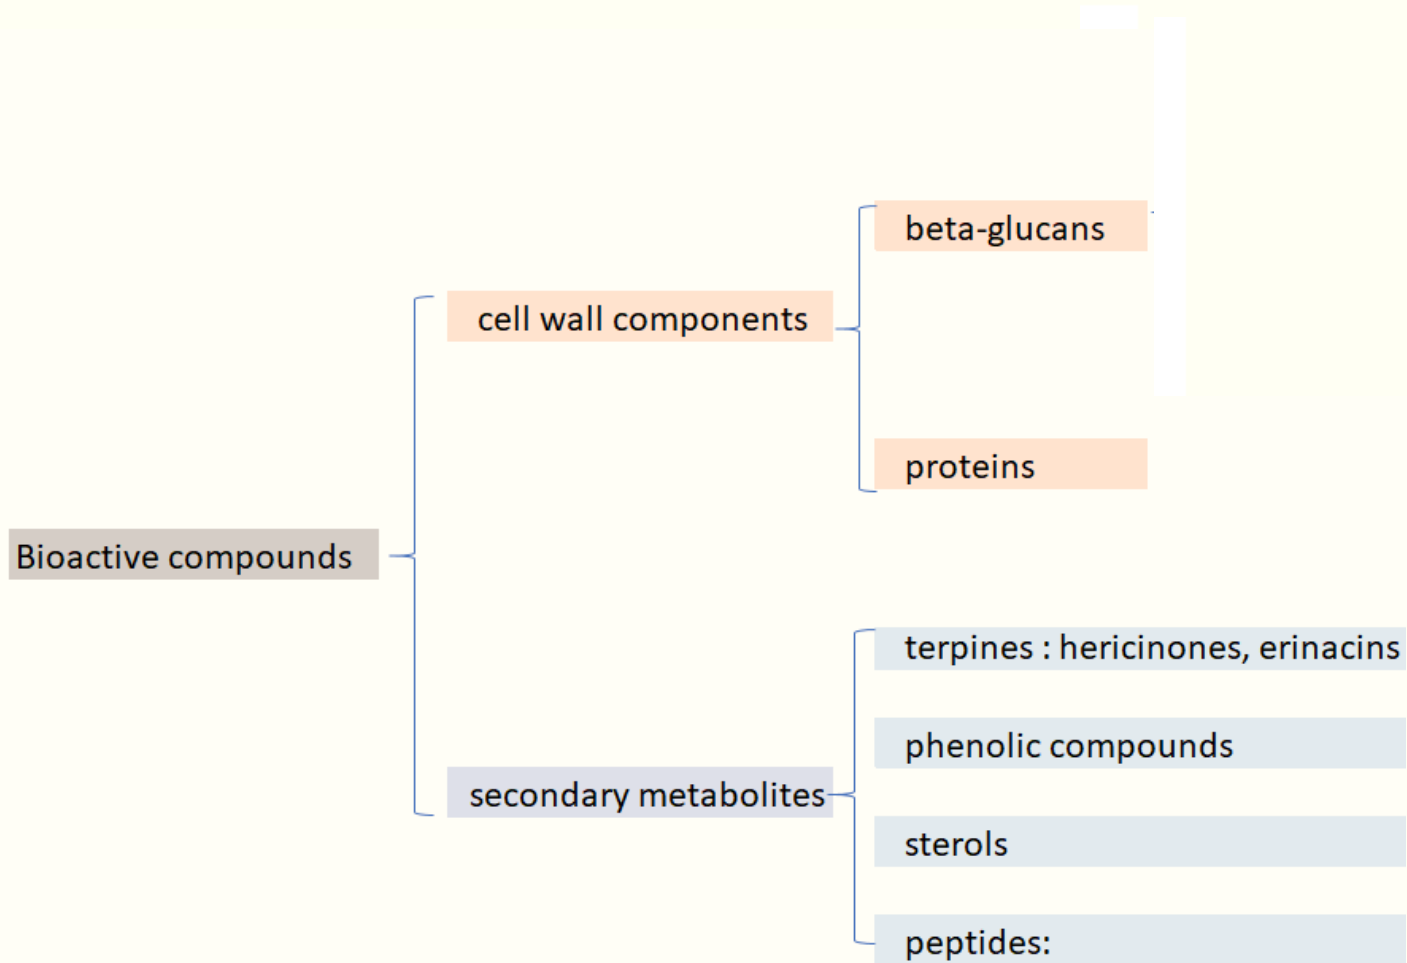 beta-glucans
cell wall components
proteins
Bioactive compounds
terpines : hericinones, erinacins
phenolic compounds
secondary metabolites
sterols
peptides: